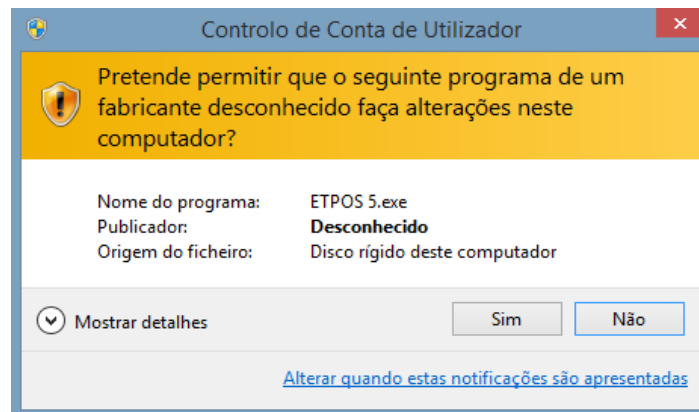 Controlo de Conta de Utilizador
Pretende permitir que o seguinte programa de um
fabricante desconhecido faça alterações neste
computador?
Nome do programa: ETPOS 5.exe
Publicador: Desconhecido
Origem do ficheiro: Disco rígido deste computador
Mostrar detalhes Sim Não
Alterar quando estas notificações são apresentadas